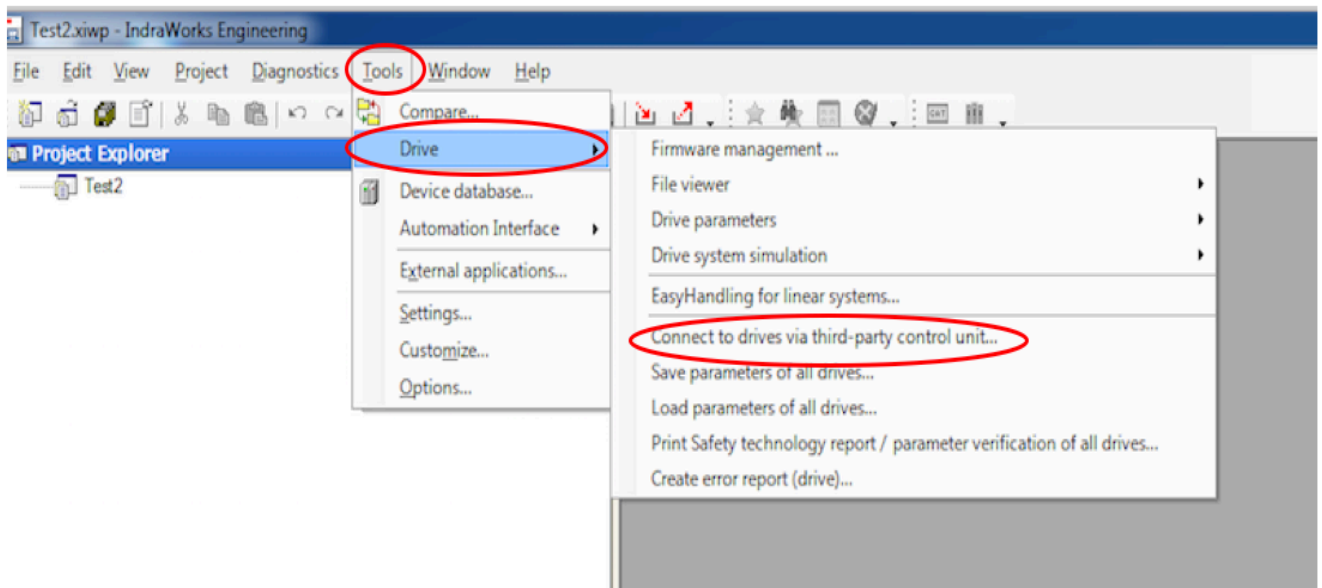 Test2.xiwp - IndraWorks Engineering
File Edit View Project Diagnostics Tools Window Help
Project Explorer
Test2
Compare...
Drive
Device database...
Automation Interface
External applications...
Settings...
Customize...
Options...
Firmware management ...
File viewer
Drive parameters
Drive system simulation
EasyHandling for linear systems...
Connect to drives via third-party control unit...
Save parameters of all drives...
Load parameters of all drives...
Print Safety technology report / parameter verification of all drives...
Create error report (drive)...